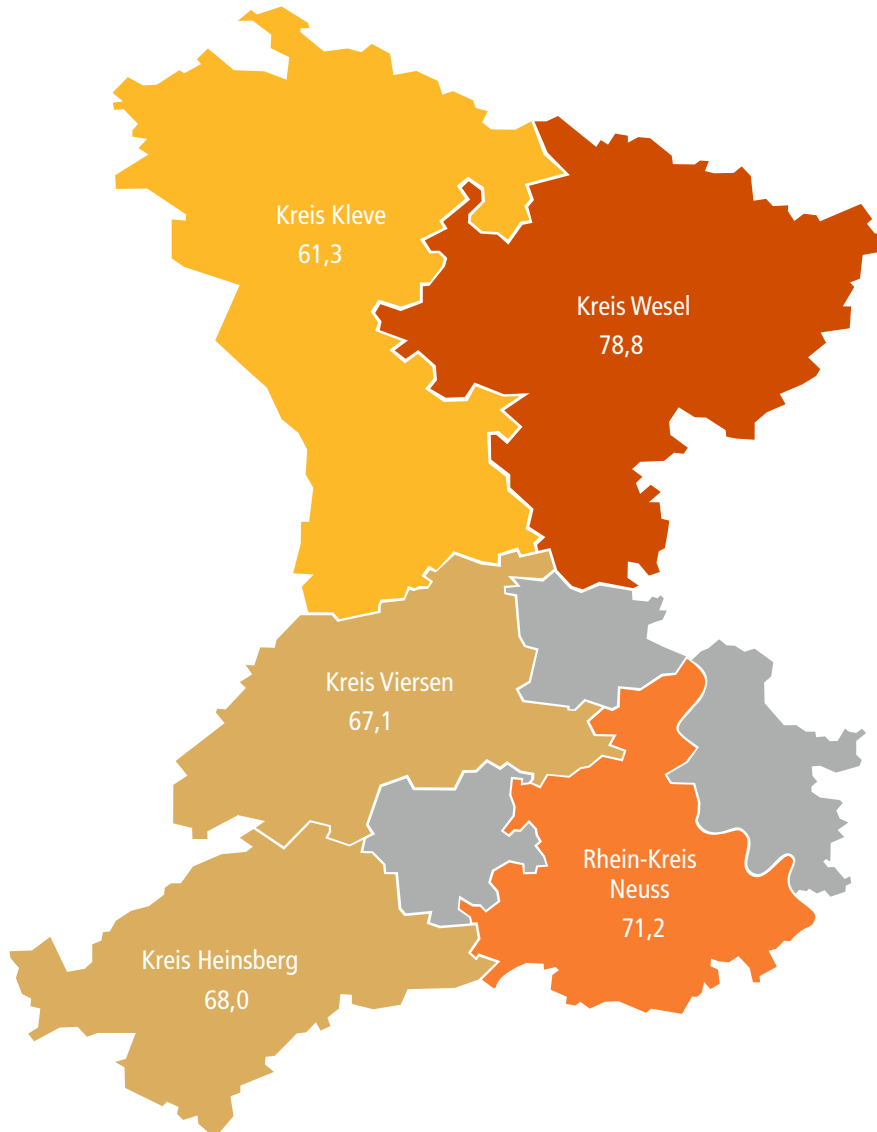 Kreis Kleve
61,3
Kreis Wesel
78,8
Kreis Viersen
67,1
Rhein-Kreis
Neuss
71,2
Kreis Heinsberg
68,0